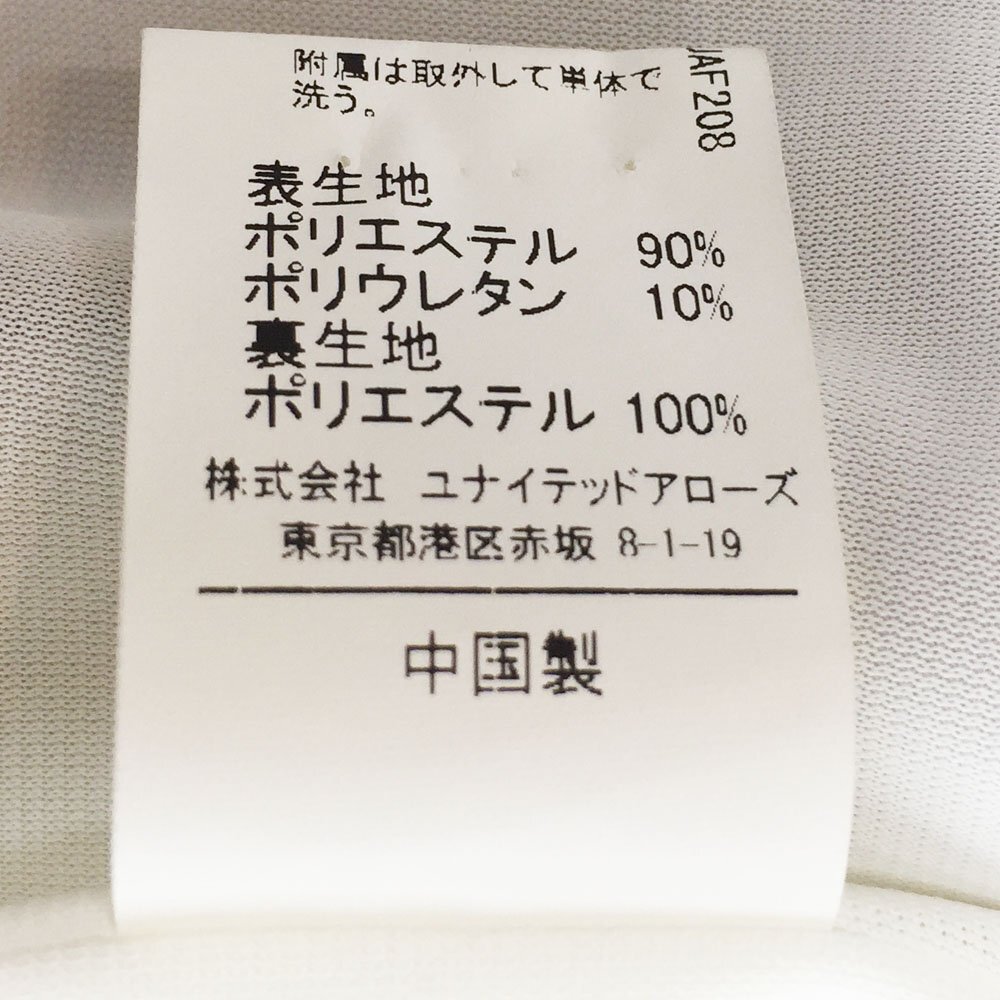 附属は取外して単体で
洗う。
UAF208
表生地
ポリエステル 90%
ポリウレタン 10%
裏生地
ポリエステル 100%
株式会社 ユナイテッドアローズ
東京都港区赤坂 8-1-19
中国製